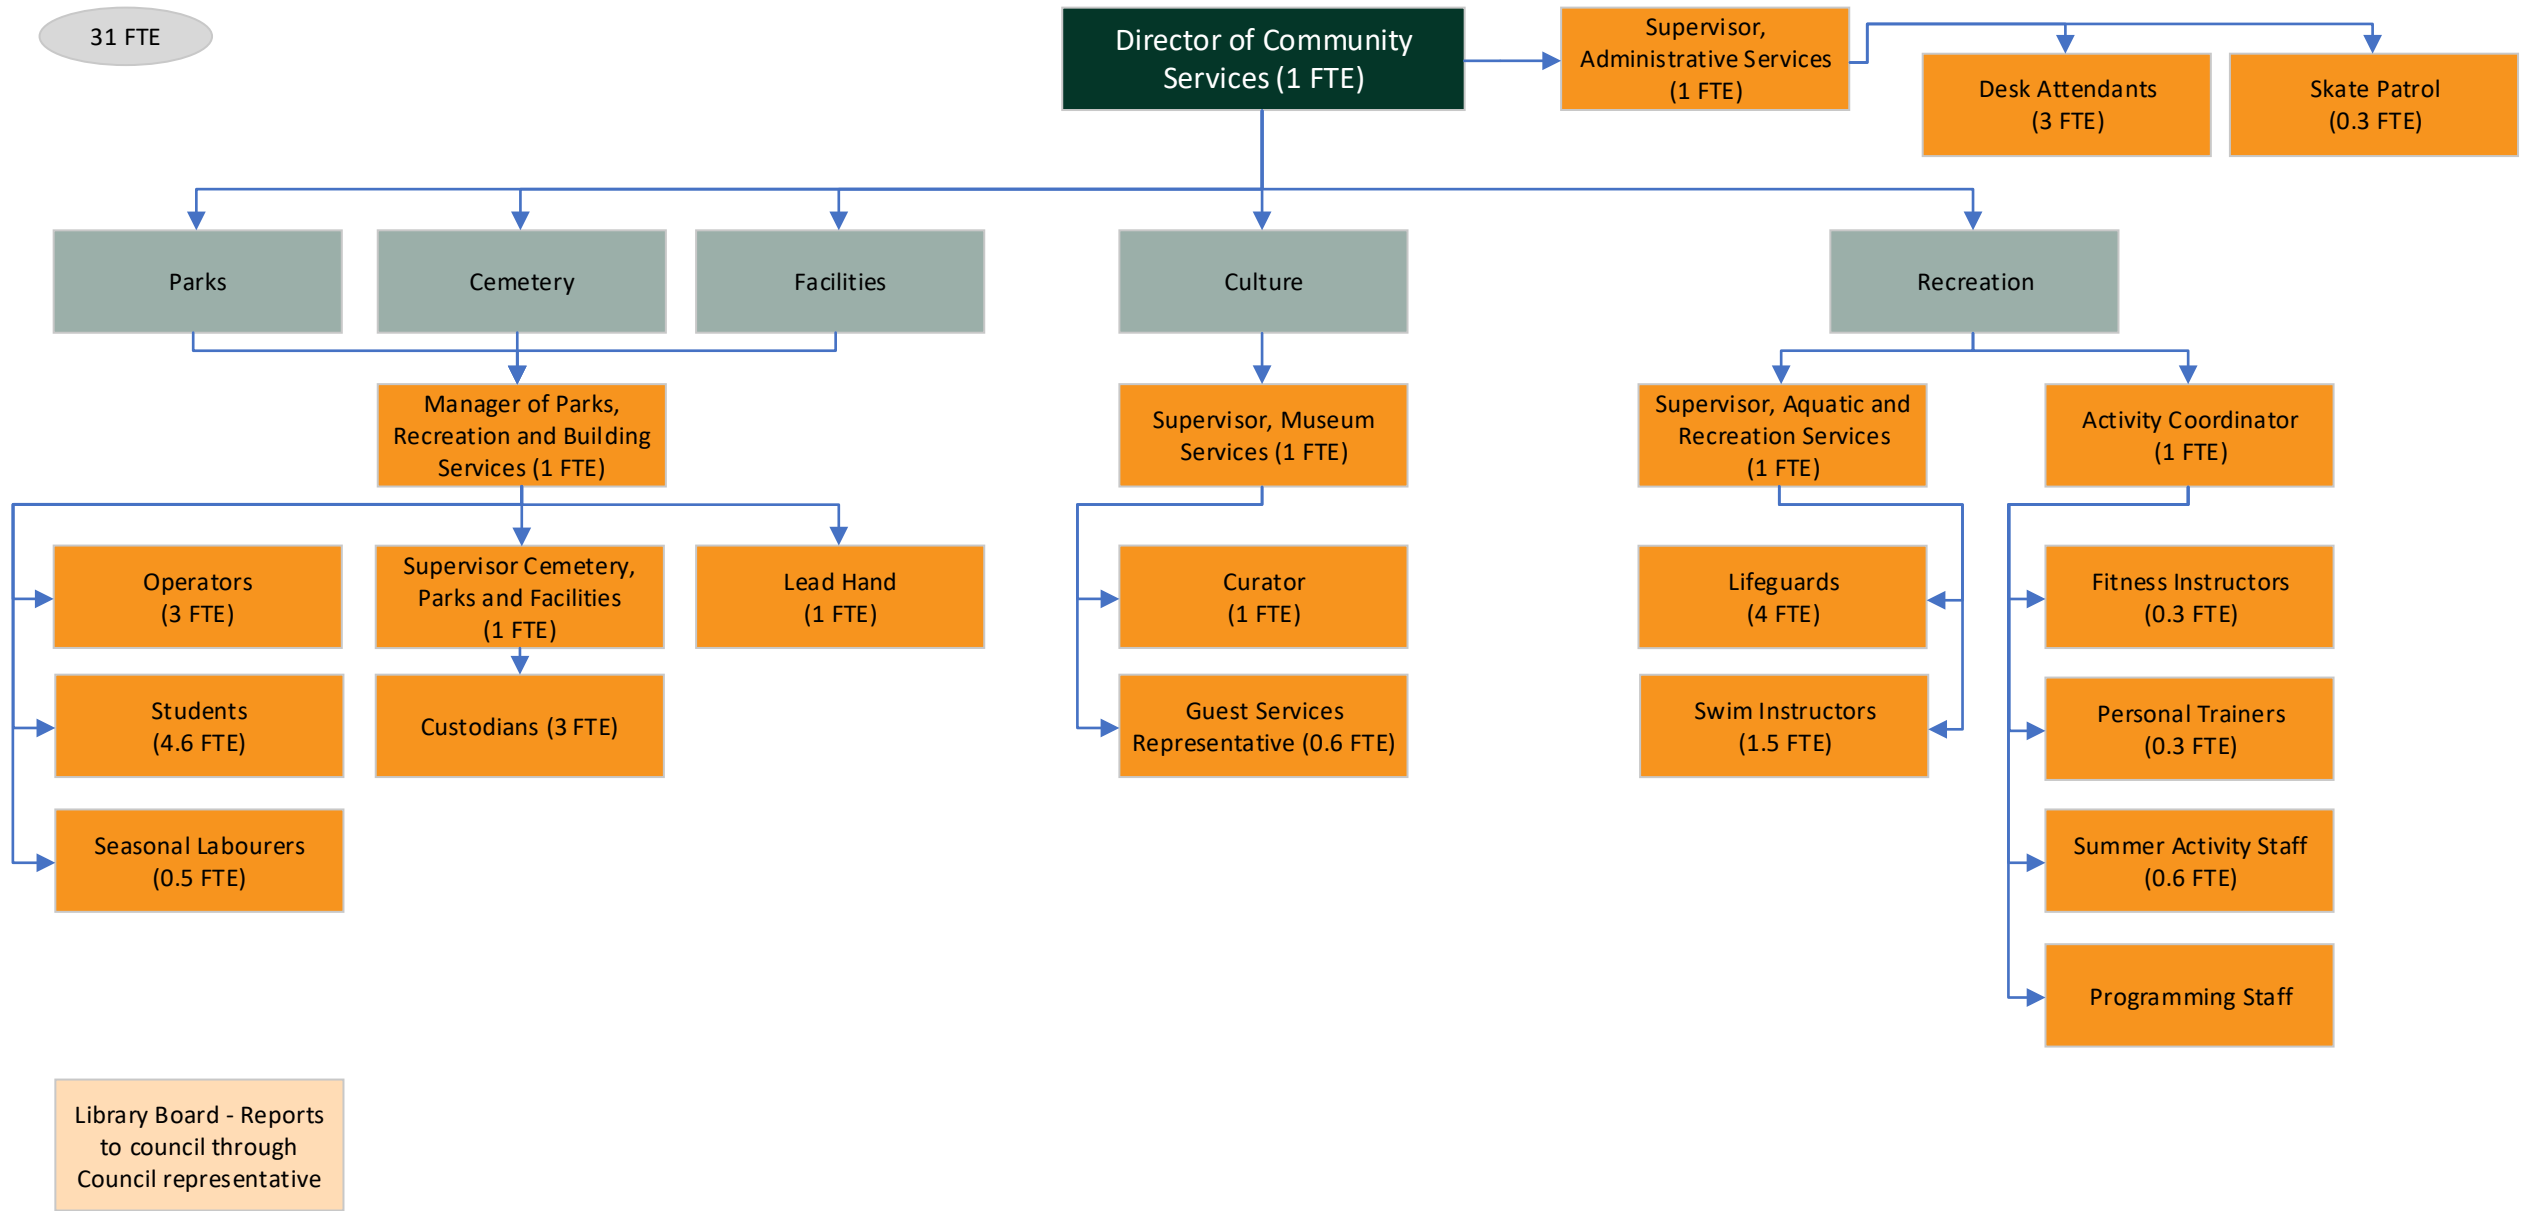 31 FTE
Director of Community
Services (1 FTE)
Supervisor,
Administrative Services
(1 FTE)
Desk Attendants
(3 FTE)
Skate Patrol
(0.3 FTE)
Parks
Cemetery
Facilities
Culture
Recreation
Manager of Parks,
Recreation and Building
Services (1 FTE)
Supervisor, Museum
Services (1 FTE)
Supervisor, Aquatic and
Recreation Services
(1 FTE)
Activity Coordinator
(1 FTE)
Operators
(3 FTE)
Supervisor Cemetery,
Parks and Facilities
(1 FTE)
Lead Hand
(1 FTE)
Curator
(1 FTE)
Lifeguards
(4 FTE)
Fitness Instructors
(0.3 FTE)
Students
(4.6 FTE)
Custodians (3 FTE)
Guest Services
Representative (0.6 FTE)
Swim Instructors
(1.5 FTE)
Personal Trainers
(0.3 FTE)
Seasonal Labourers
(0.5 FTE)
Summer Activity Staff
(0.6 FTE)
Programming Staff
Library Board - Reports
to council through
Council representative